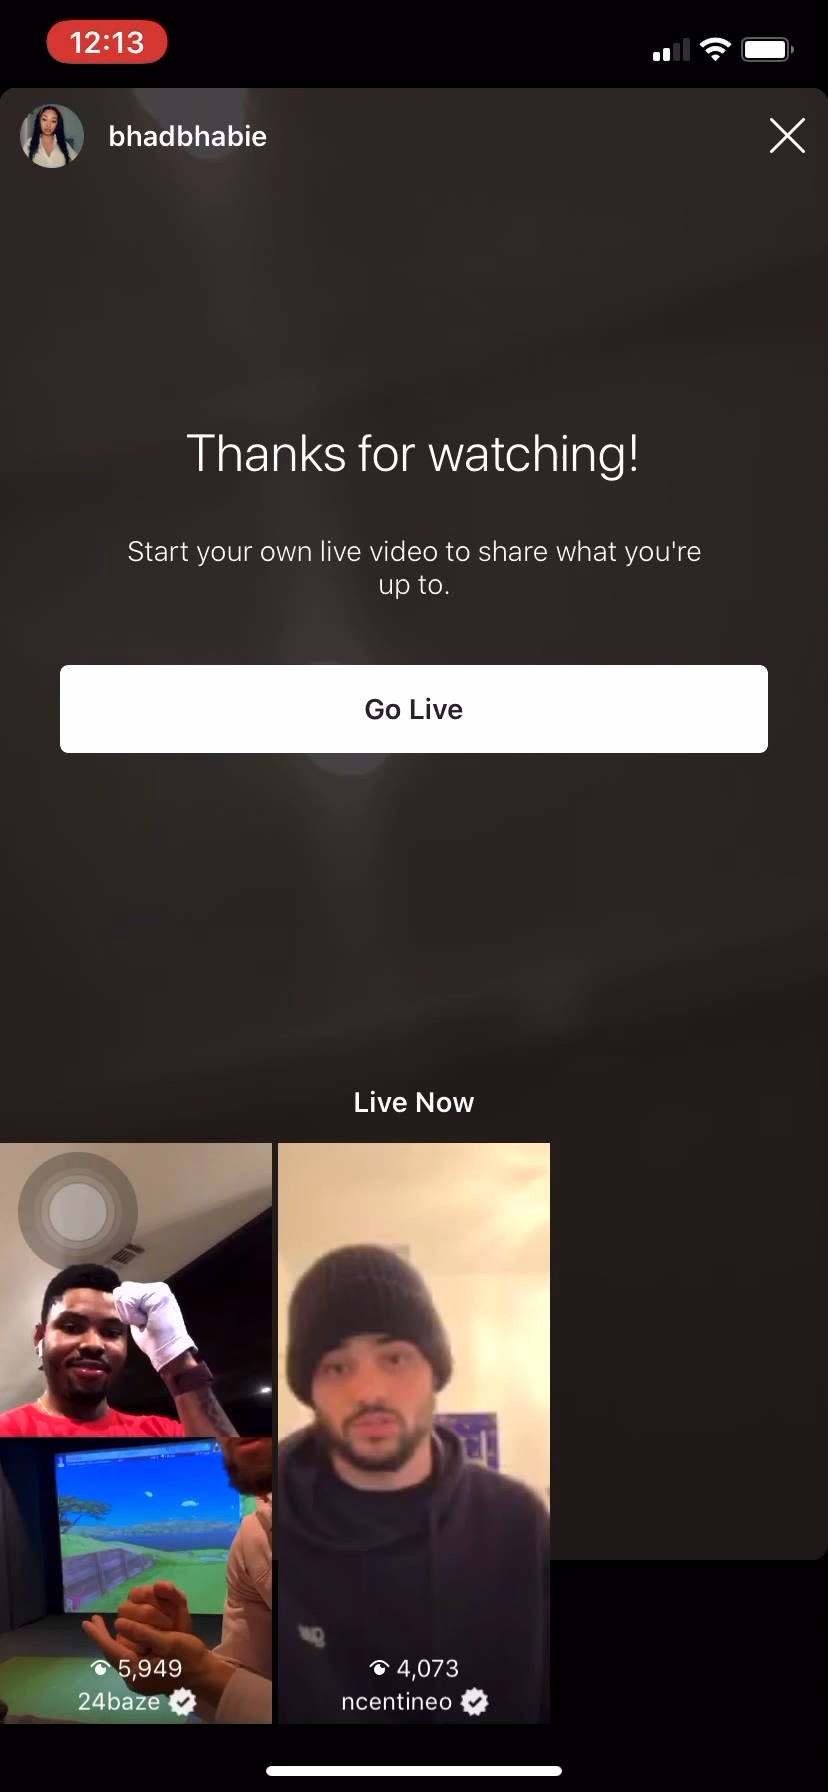 12:13
bhadbhabie
Thanks for watching!
Start your own live video to share what you're
up to.
Go Live
Live Now
5,949
24baze
4,073
ncentineo